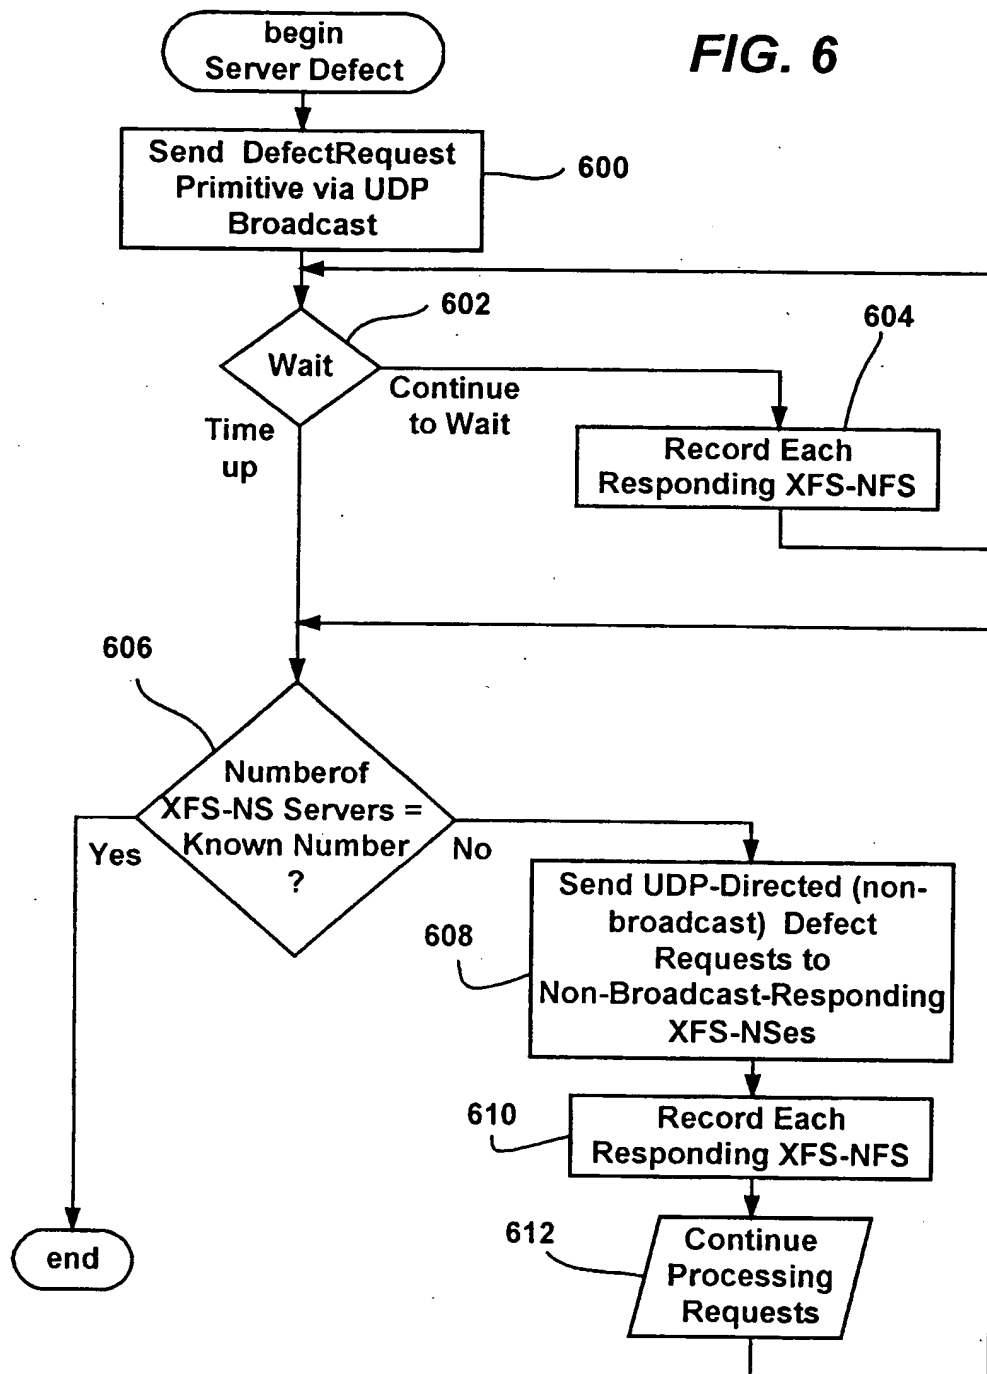 begin
Server Defect
FIG. 6
Send DefectRequest
Primitive via UDP
Broadcast
600
602
Wait
Continue
to Wait
Time
up
604
Record Each
Responding XFS-NFS
606
Numberof
XFS-NS Servers =
Known Number
?
Yes
No
Send UDP-Directed (non-
broadcast) Defect
Requests to
Non-Broadcast-Responding
XFS-NSes
608
610
Record Each
Responding XFS-NFS
612
Continue
Processing
Requests
end